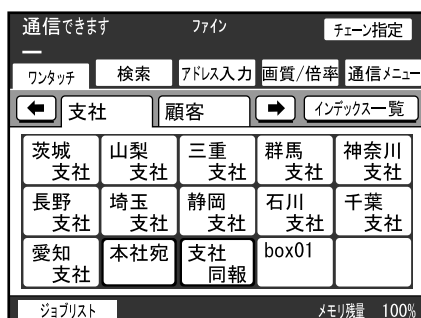 通信できます ファイン チェーン指定
ワンタッチ 検索 アドレス入力 画質/倍率 通信メニュー
支社 顧客 インデックス一覧
茨城 山梨 三重 群馬 神奈川
支社 支社 支社 支社 支社
長野 埼玉 静岡 石川 千葉
支社 支社 支社 支社 支社
愛知 本社宛 支社 box01
支社 同報
ジョブリスト メモリ残量 100%